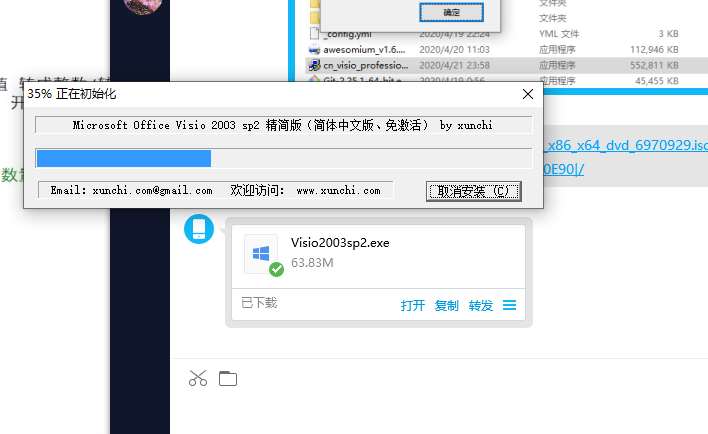 文件夹
确定
文件夹
_config.yml 2020/4/19 22:24 YML 文件 3 KB
awesomium_v1.6... 2020/4/20 11:03 应用程序 112,946 KB
cn_visio_professio... 2020/4/21 23:58 应用程序 552,811 KB
Git-2.25.1-64-bit.e 2020/4/19 0:56 应用程序 45,455 KB
值 转成整数/转
开
数量
35% 正在初始化
Microsoft Office Visio 2003 sp2 精简版（简体中文版、免激活） by xunchi
Email：xunchi.com@gmail.com 欢迎访问： www.xunchi.com
取消安装 (C)
_x86_x64_dvd_6970929.iso
0E90|/
Visio2003sp2.exe
63.83M
已下载
打开 复制 转发